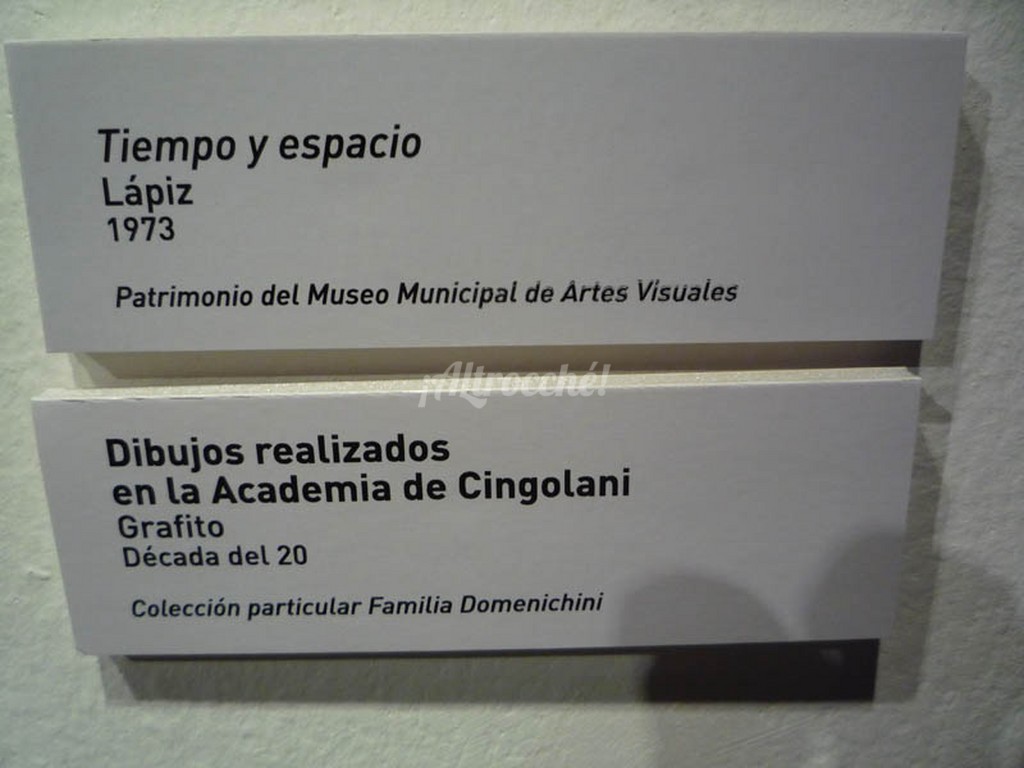 Tiempo y espacio
Lápiz
1973
Patrimonio del Museo Municipal de Artes Visuales
¡Altrocché!
Dibujos realizados
en la Academia de Cingolani
Grafito
Década del 20
Colección particular Familia Domenichini